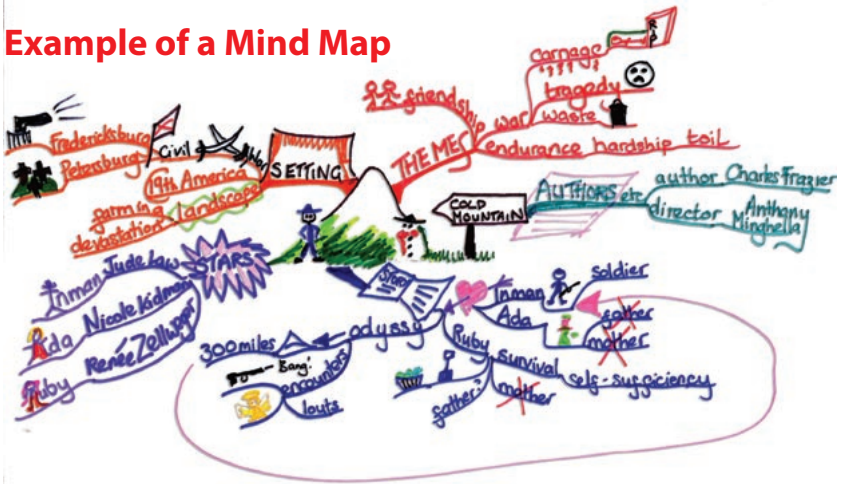 Example of a Mind Map
SETTING
Civil War
Fredericksburg
Petersburg
19th America
landscape
farm in a
devastation
THEMES
friendship
war
carnage
RIP
tragedy
waste
endurance hardship toil
COLD
MOUNTAIN
AUTHORS etc
author Charles Frazier
director Anthony
Minghella
STARS
Inman Jude Law
Ada Nicole Kidman
Ruby Renée Zellweger
STORY
odyssy
300 miles
encounters
Bang!
louts
Inman
soldier
Ada
father
mother
Ruby
survival
self-sufficiency
mother
father?